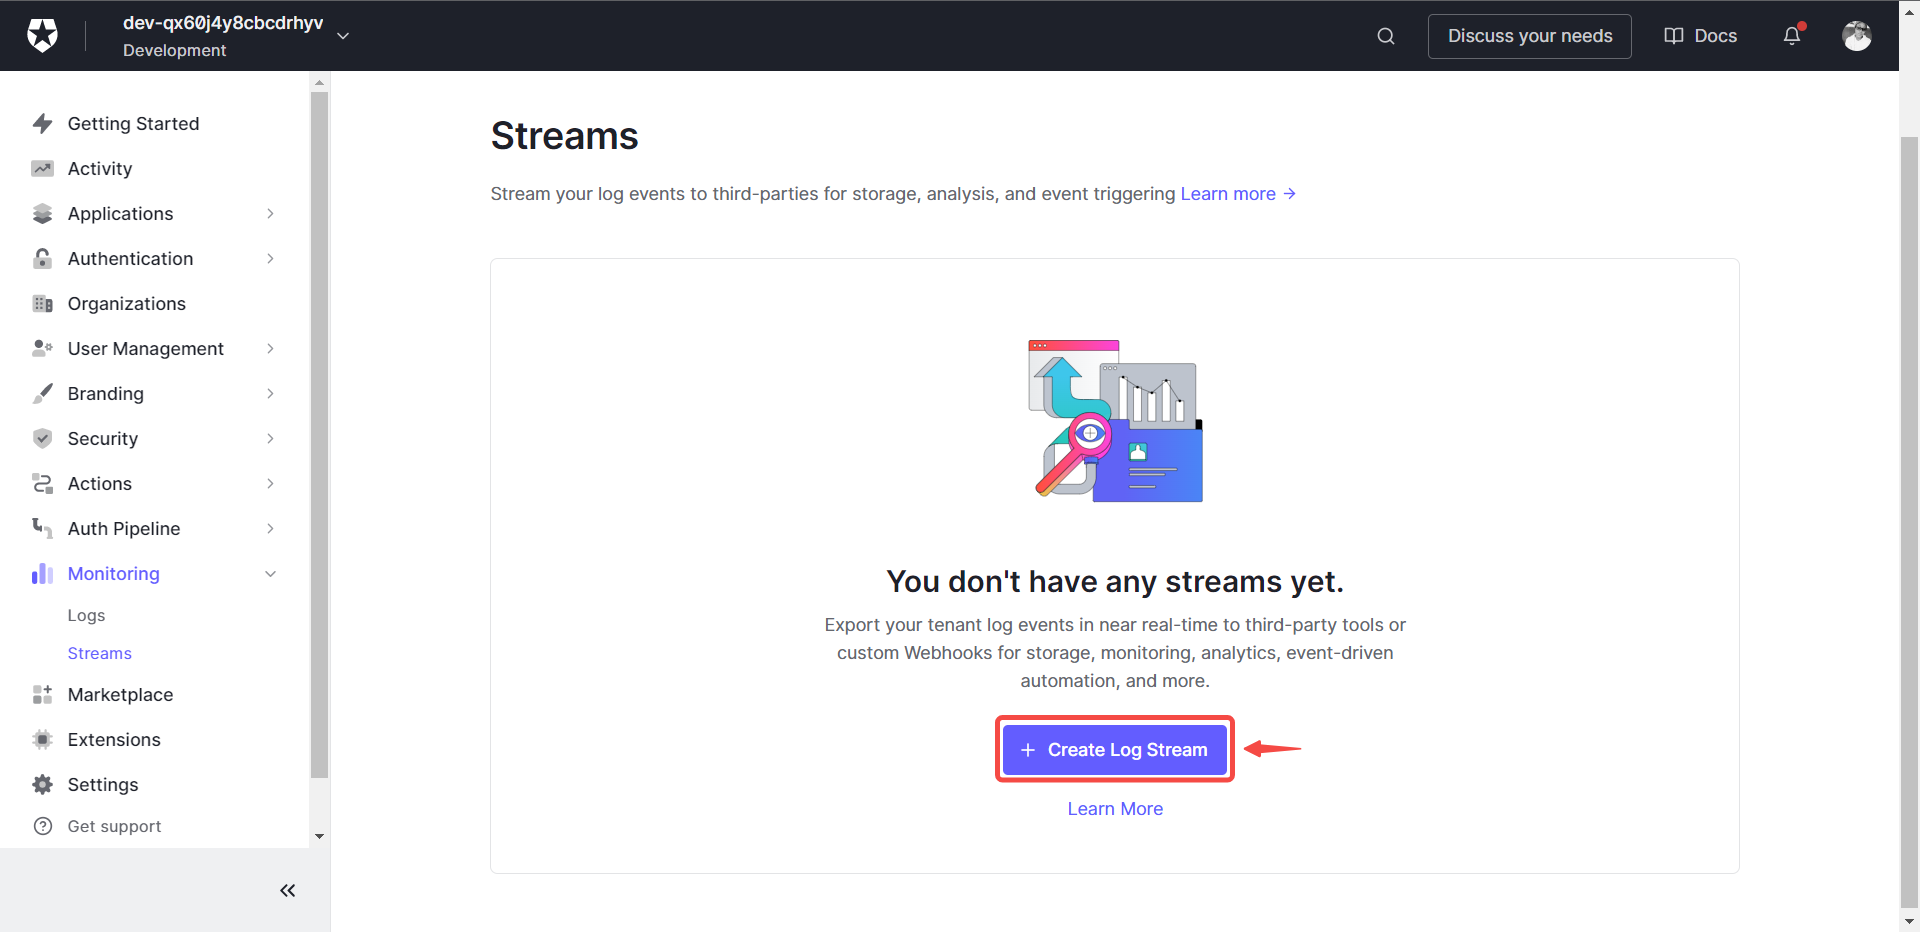 dev-qx60j4y8cbcdrhyv
Development
Discuss your needs
Docs
Getting Started
Activity
Applications
Authentication
Organizations
User Management
Branding
Security
Actions
Auth Pipeline
Monitoring
Logs
Streams
Marketplace
Extensions
Settings
Get support
Streams
Stream your log events to third-parties for storage, analysis, and event triggering Learn more →
You don't have any streams yet.
Export your tenant log events in near real-time to third-party tools or
custom Webhooks for storage, monitoring, analytics, event-driven
automation, and more.
+ Create Log Stream
Learn More